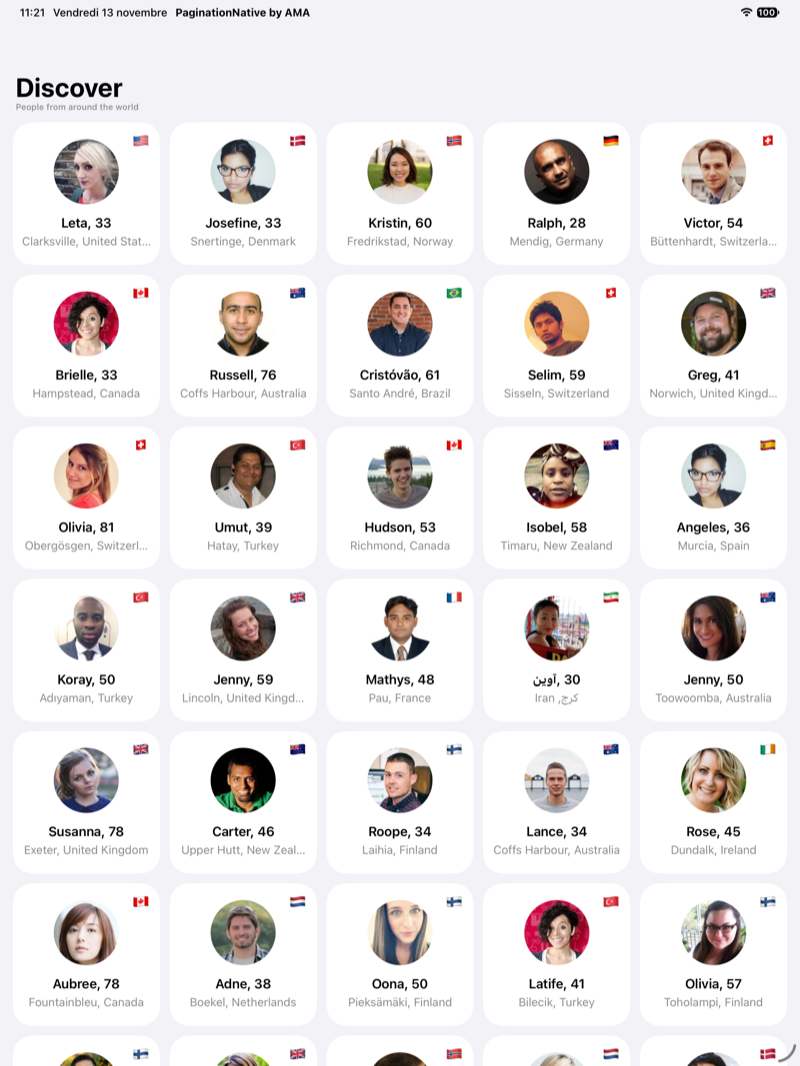 11:21 Vendredi 13 novembre PaginationNative by AMA 100
Discover
People from around the world
Leta, 33
Clarksville, United Stat...
Josefine, 33
Snertinge, Denmark
Kristin, 60
Fredrikstad, Norway
Ralph, 28
Mendig, Germany
Victor, 54
Büttenhardt, Switzerla...
Brielle, 33
Hampstead, Canada
Russell, 76
Coffs Harbour, Australia
Cristóvão, 61
Santo André, Brazil
Selim, 59
Sisseln, Switzerland
Greg, 41
Norwich, United Kingd...
Olivia, 81
Obergösgen, Switzerl...
Umut, 39
Hatay, Turkey
Hudson, 53
Richmond, Canada
Isobel, 58
Timaru, New Zealand
Angeles, 36
Murcia, Spain
Koray, 50
Adıyaman, Turkey
Jenny, 59
Lincoln, United Kingd...
Mathys, 48
Pau, France
آوین, 30
کرج, Iran
Jenny, 50
Toowoomba, Australia
Susanna, 78
Exeter, United Kingdom
Carter, 46
Upper Hutt, New Zeal...
Roope, 34
Laihia, Finland
Lance, 34
Coffs Harbour, Australia
Rose, 45
Dundalk, Ireland
Aubree, 78
Fountainbleu, Canada
Adne, 38
Boekel, Netherlands
Oona, 50
Pieksämäki, Finland
Latife, 41
Bilecik, Turkey
Olivia, 57
Toholampi, Finland